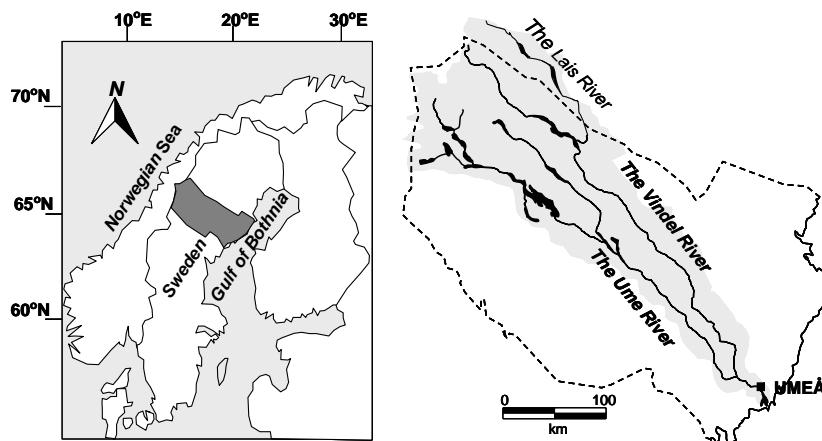 10°E
20°E
30°E
70°N
65°N
60°N
N
Norwegian Sea
Sweden
Gulf of Bothnia
The Lais River
The Vindel River
The Ume River
UMEÅ
0
100
km